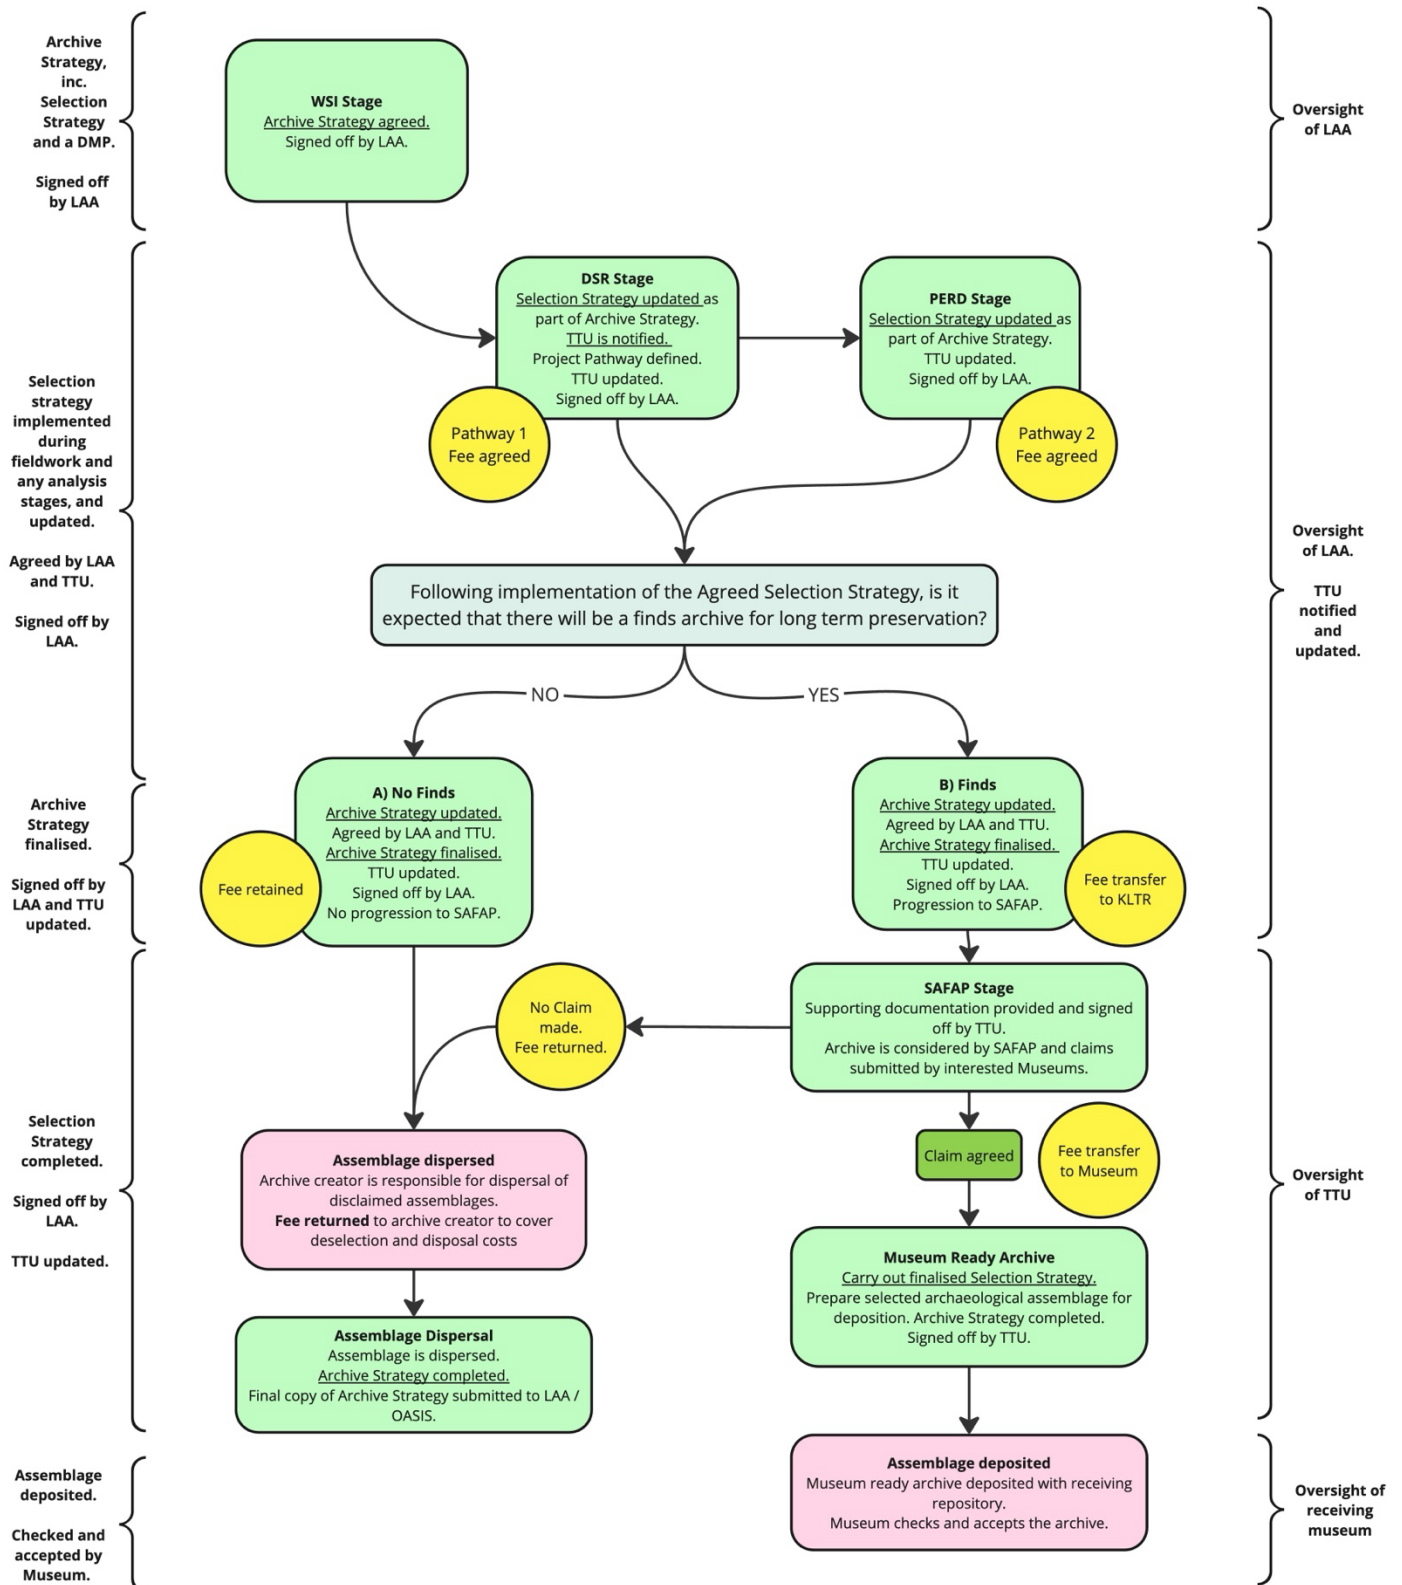 Archive
Strategy,
inc.
Selection
Strategy
and a DMP.
Signed off
by LAA
WSI Stage
Archive Strategy agreed.
Signed off by LAA.
Oversight
of LAA
Selection
strategy
implemented
during
fieldwork and
any analysis
stages, and
updated.
Agreed by LAA
and TTU.
Signed off by
LAA.
DSR Stage
Selection Strategy updated as
part of Archive Strategy.
TTU is notified.
Project Pathway defined.
TTU updated.
Signed off by LAA.
Pathway 1
Fee agreed
PERD Stage
Selection Strategy updated as
part of Archive Strategy.
TTU updated.
Signed off by LAA.
Pathway 2
Fee agreed
Oversight
of LAA.
TTU
notified
and
updated.
Following implementation of the Agreed Selection Strategy, is it
expected that there will be a finds archive for long term preservation?
NO
YES
Archive
Strategy
finalised.
Signed off by
LAA and TTU
updated.
Fee retained
A) No Finds
Archive Strategy updated.
Agreed by LAA and TTU.
Archive Strategy finalised.
TTU updated.
Signed off by LAA.
No progression to SAFAP.
B) Finds
Archive Strategy updated.
Agreed by LAA and TTU.
Archive Strategy finalised.
TTU updated.
Signed off by LAA.
Progression to SAFAP.
Fee transfer
to KLTR
Selection
Strategy
completed.
Signed off by
LAA.
TTU updated.
No Claim
made.
Fee returned.
SAFAP Stage
Supporting documentation provided and signed
off by TTU.
Archive is considered by SAFAP and claims
submitted by interested Museums.
Claim agreed
Fee transfer
to Museum
Oversight
of TTU
Assemblage dispersed
Archive creator is responsible for dispersal of
disclaimed assemblages.
Fee returned to archive creator to cover
deselection and disposal costs
Museum Ready Archive
Carry out finalised Selection Strategy.
Prepare selected archaeological assemblage for
deposition. Archive Strategy completed.
Signed off by TTU.
Assemblage Dispersal
Assemblage is dispersed.
Archive Strategy completed.
Final copy of Archive Strategy submitted to LAA /
OASIS.
Assemblage
deposited.
Checked and
accepted by
Museum.
Assemblage deposited
Museum ready archive deposited with receiving
repository.
Museum checks and accepts the archive.
Oversight of
receiving
museum